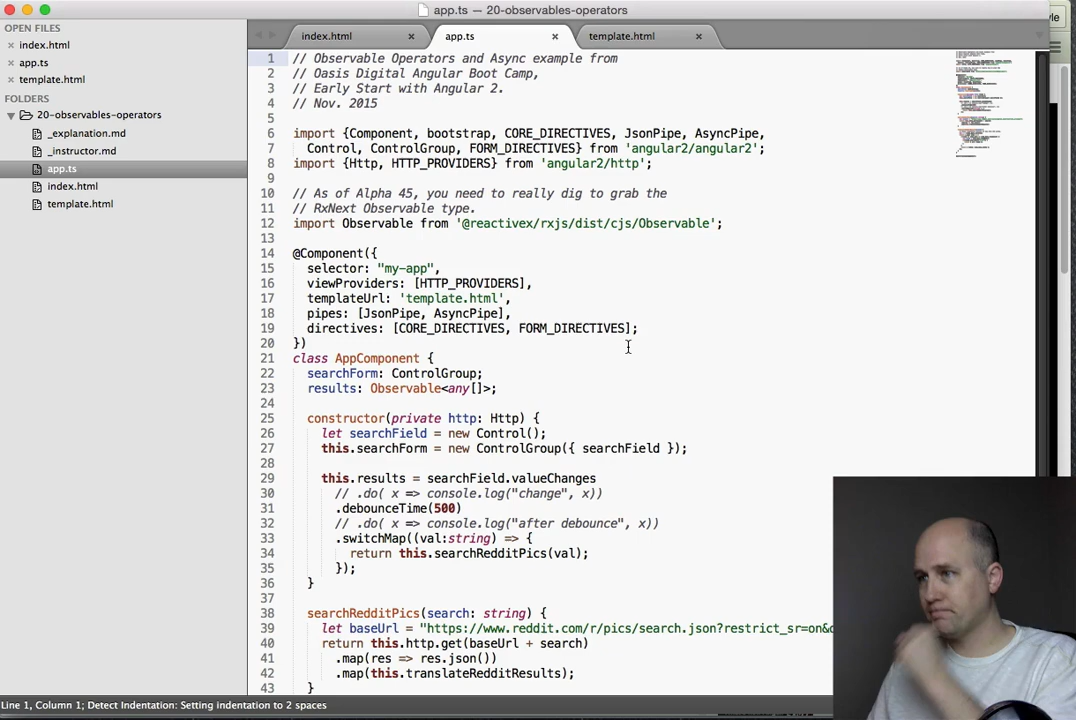 app.ts — 20-observables-operators
OPEN FILES
index.html
app.ts
template.html
FOLDERS
20-observables-operators
_explanation.md
_instructor.md
app.ts
index.html
template.html
index.html
app.ts
template.html
1 // Observable Operators and Async example from
2 // Oasis Digital Angular Boot Camp,
3 // Early Start with Angular 2.
4 // Nov. 2015
5
6 import {Component, bootstrap, CORE_DIRECTIVES, JsonPipe, AsyncPipe,
7 Control, ControlGroup, FORM_DIRECTIVES} from 'angular2/angular2';
8 import {Http, HTTP_PROVIDERS} from 'angular2/http';
9
10 // As of Alpha 45, you need to really dig to grab the
11 // RxNext Observable type.
12 import Observable from '@reactivex/rxjs/dist/cjs/Observable';
13
14 @Component({
15 selector: "my-app",
16 viewProviders: [HTTP_PROVIDERS],
17 templateUrl: 'template.html',
18 pipes: [JsonPipe, AsyncPipe],
19 directives: [CORE_DIRECTIVES, FORM_DIRECTIVES];
20 })
21 class AppComponent {
22 searchForm: ControlGroup;
23 results: Observable<any[]>;
24
25 constructor(private http: Http) {
26 let searchField = new Control();
27 this.searchForm = new ControlGroup({ searchField });
28
29 this.results = searchField.valueChanges
30 // .do( x => console.log("change", x))
31 .debounceTime(500)
32 // .do( x => console.log("after debounce", x))
33 .switchMap((val:string) => {
34 return this.searchRedditPics(val);
35 });
36 }
37
38 searchRedditPics(search: string) {
39 let baseUrl = "https://www.reddit.com/r/pics/search.json?restrict_sr=on&
40 return this.http.get(baseUrl + search)
41 .map(res => res.json())
42 .map(this.translateRedditResults);
43 }
Line 1, Column 1; Detect Indentation: Setting indentation to 2 spaces